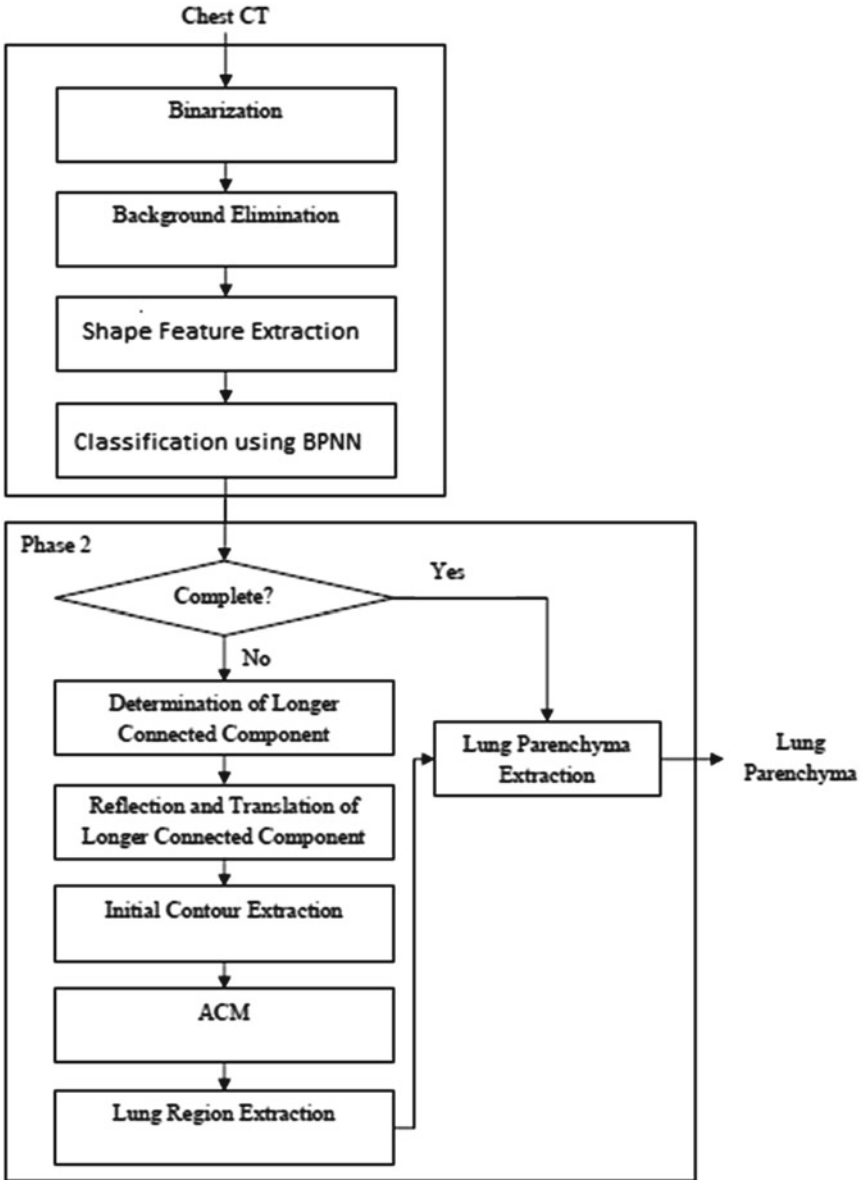 Chest CT
Binarization
Background Elimination
Shape Feature Extraction
Classification using BPNN
Phase 2
Complete?
Yes
No
Determination of Longer
Connected Component
Reflection and Translation of
Longer Connected Component
Initial Contour Extraction
ACM
Lung Region Extraction
Lung Parenchyma
Extraction
Lung
Parenchyma